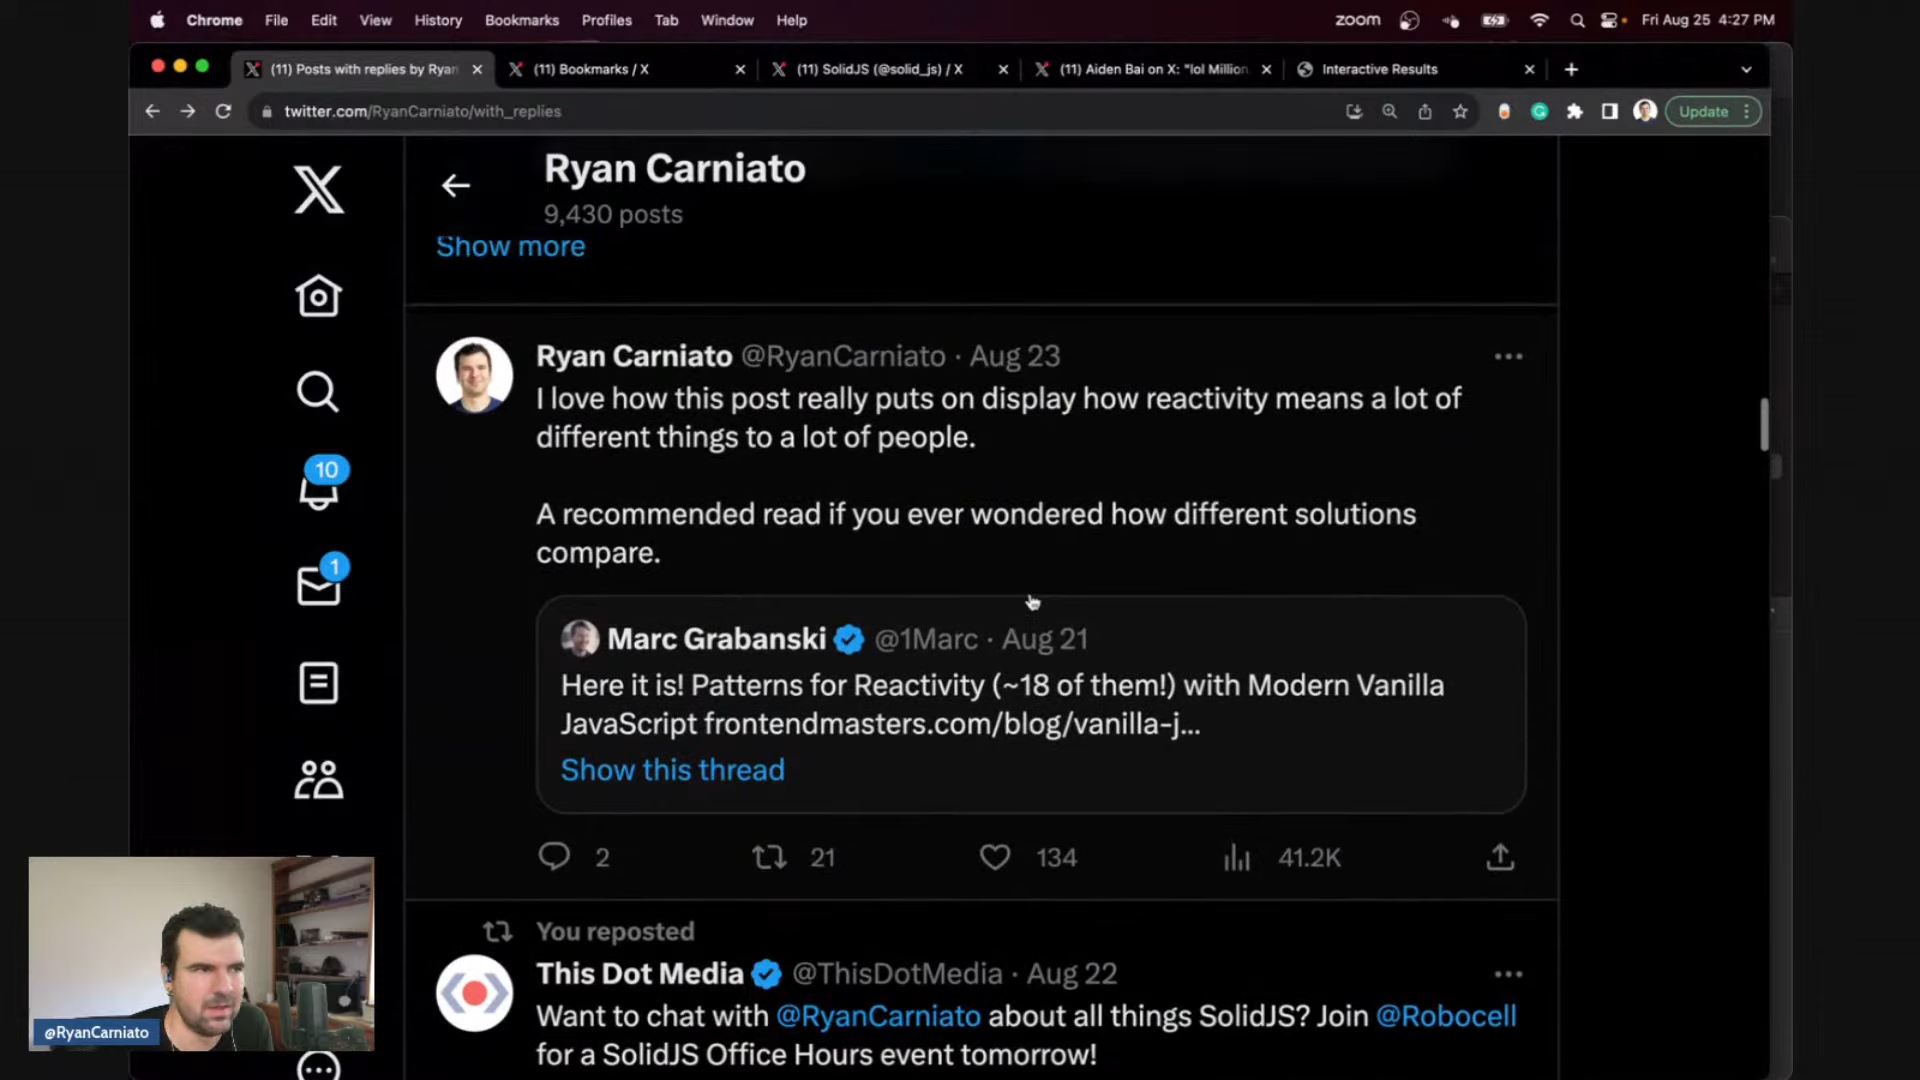 Chrome File Edit View History Bookmarks Profiles Tab Window Help zoom Fri Aug 25 4:27 PM
(11) Posts with replies by Ryan (11) Bookmarks / X (11) SolidJS (@solid_js) / X (11) Aiden Bai on X: "lol Million Interactive Results
twitter.com/RyanCarniato/with_replies Update
Ryan Carniato
9,430 posts
Show more
Ryan Carniato @RyanCarniato · Aug 23
I love how this post really puts on display how reactivity means a lot of
different things to a lot of people.
10
A recommended read if you ever wondered how different solutions
compare.
1
Marc Grabanski @1Marc · Aug 21
Here it is! Patterns for Reactivity (~18 of them!) with Modern Vanilla
JavaScript frontendmasters.com/blog/vanilla-j...
Show this thread
2 21 134 41.2K
You reposted
This Dot Media @ThisDotMedia · Aug 22
Want to chat with @RyanCarniato about all things SolidJS? Join @Robocell
for a SolidJS Office Hours event tomorrow!
@RyanCarniato